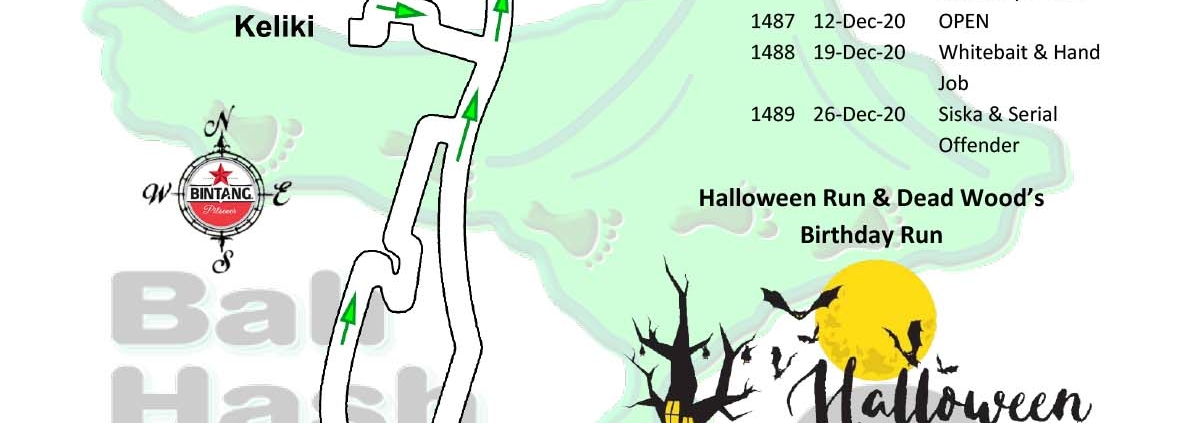 1487 12-Dec-20 OPEN
Keliki
1488 19-Dec-20 Whitebait & Hand
Job
1489 26-Dec-20 Siska & Serial
Offender
N
W E
S
BINTANG
Pilsener
Halloween Run & Dead Wood’s
Birthday Run
Bali
Hash
Halloween